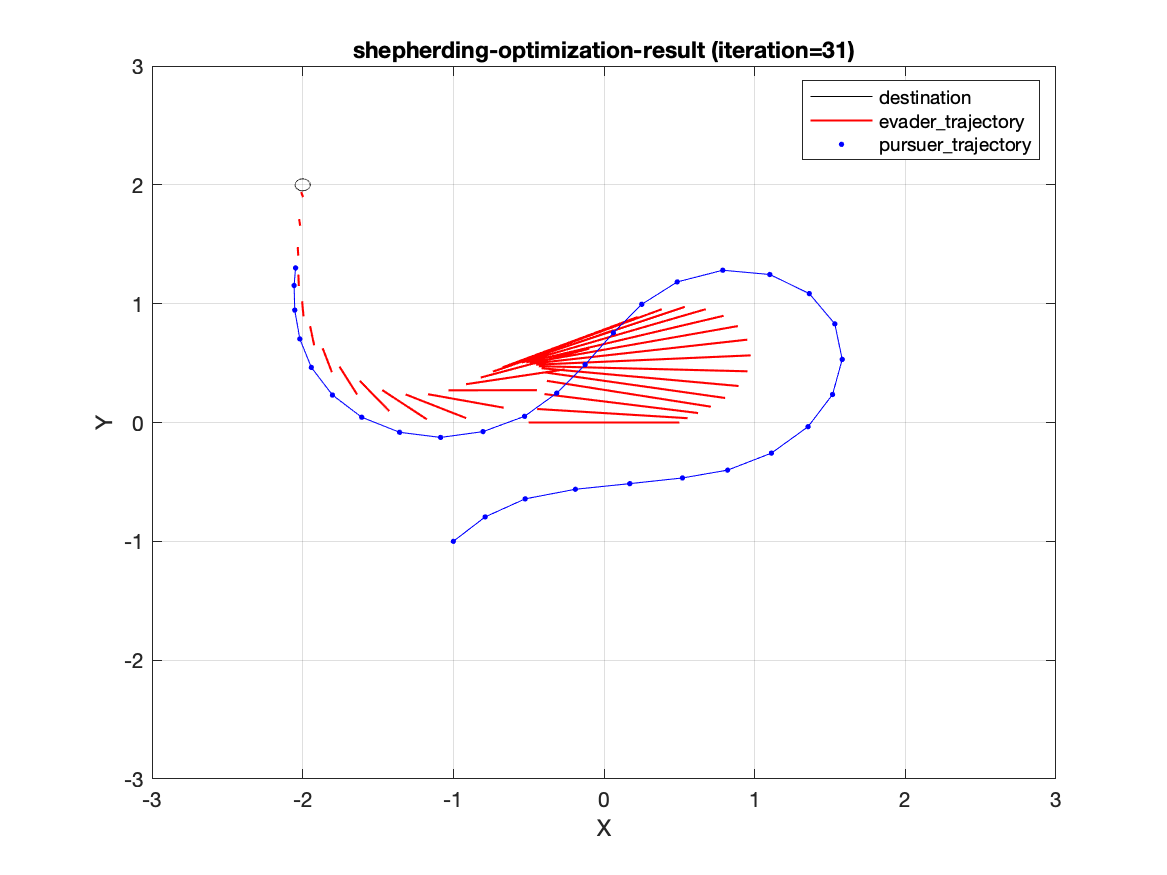 shepherding-optimization-result (iteration=31)
destination
evader_trajectory
pursuer_trajectory
3
2
1
0
-1
-2
-3
Y
-3 -2 -1 0 1 2 3
X